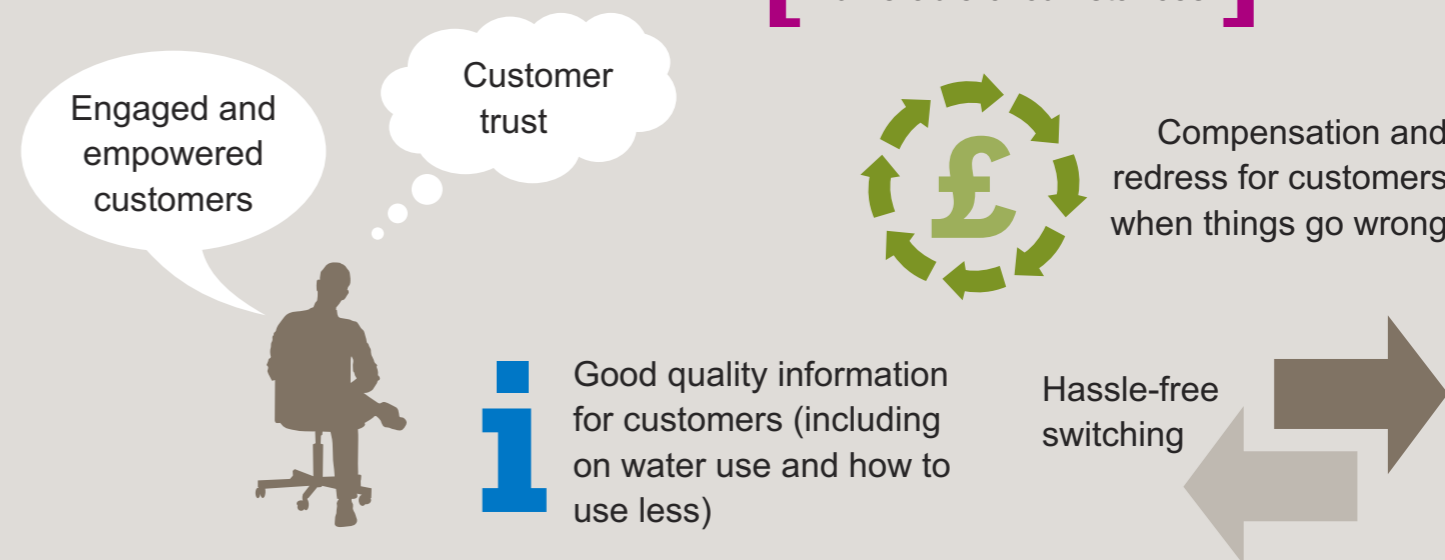 Customer
trust
Engaged and
empowered
customers
£
Compensation and
redress for customers
when things go wrong
i
Good quality information
for customers (including
on water use and how to
use less)
Hassle-free
switching